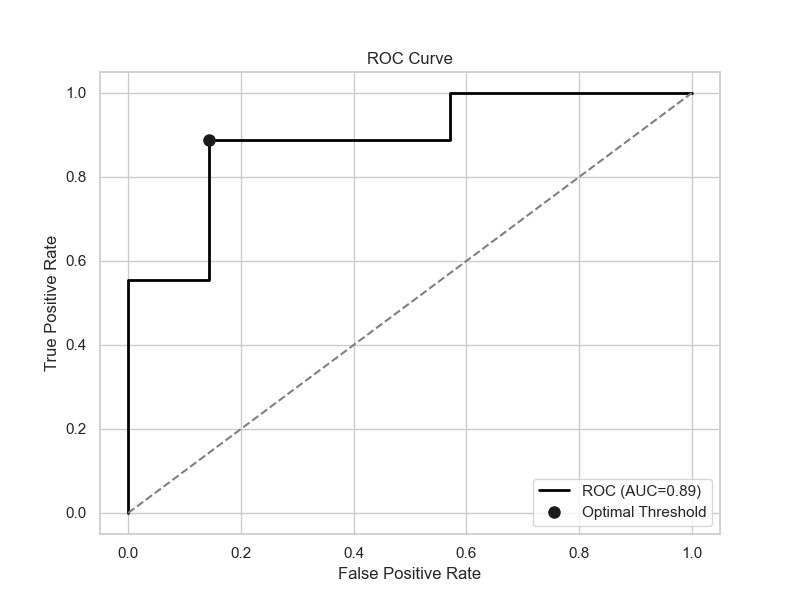 ROC Curve
True Positive Rate
1.0
0.8
0.6
0.4
0.2
0.0
0.0 0.2 0.4 0.6 0.8 1.0
False Positive Rate
ROC (AUC=0.89)
Optimal Threshold